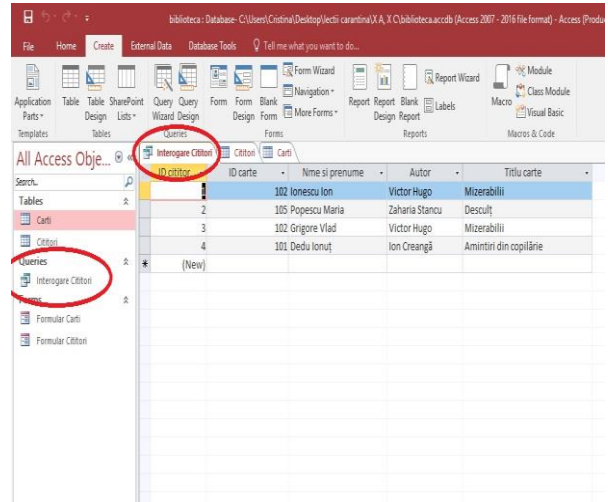 biblioteca : Database- C:\Users\Cristina\Desktop\lectii carantina\X A, X C\biblioteca.accdb (Access 2007 - 2016 file format) - Access (Produc
File Home Create External Data Database Tools Tell me what you want to do...
Application Parts Table Table Design SharePoint Lists Query Wizard Query Design Form Form Design Blank Form Form Wizard Navigation More Forms Report Report Design Blank Report Report Wizard Labels Macro Module Class Module Visual Basic
Templates Tables Queries Forms Reports Macros & Code
All Access Obje...
Search..
Tables
Carti
Cititori
Queries
Interogare Cititori
Forms
Formular Carti
Formular Cititori
Interogare Cititori Cititori Carti
ID cititor ID carte Nme si prenume Autor Titlu carte
1 102 Ionescu Ion Victor Hugo Mizerabilii
2 105 Popescu Maria Zaharia Stancu Desculț
3 102 Grigore Vlad Victor Hugo Mizerabilii
4 101 Dedu Ionuț Ion Creangă Amintiri din copilărie
* (New)